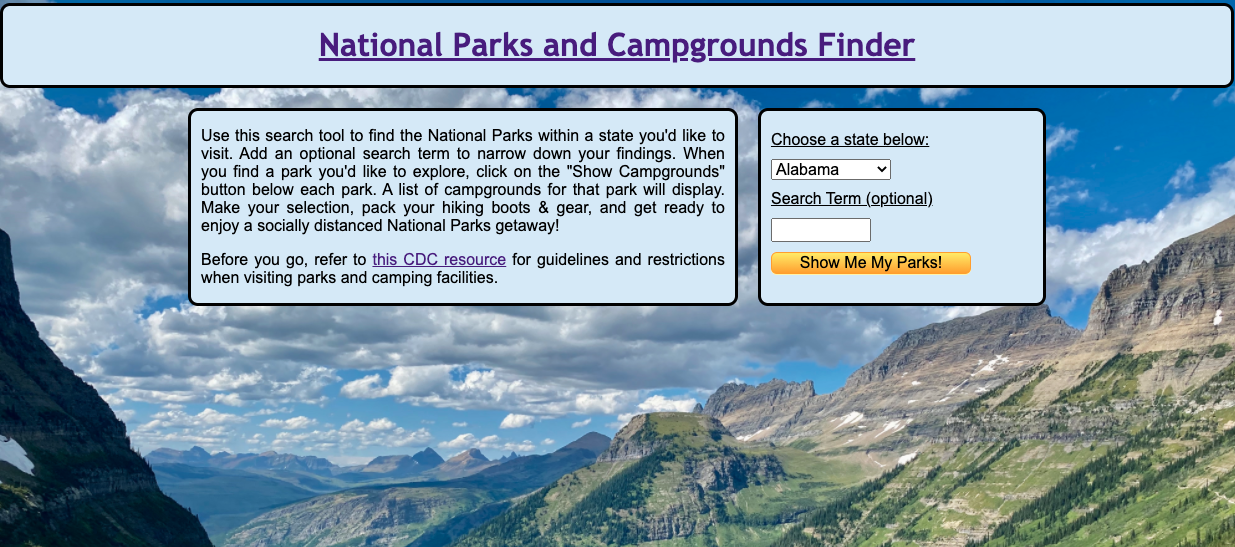 National Parks and Campgrounds Finder
Use this search tool to find the National Parks within a state you'd like to
visit. Add an optional search term to narrow down your findings. When
you find a park you'd like to explore, click on the "Show Campgrounds"
button below each park. A list of campgrounds for that park will display.
Make your selection, pack your hiking boots & gear, and get ready to
enjoy a socially distanced National Parks getaway!
Before you go, refer to this CDC resource for guidelines and restrictions
when visiting parks and camping facilities.
Choose a state below:
Alabama
Search Term (optional)
Show Me My Parks!